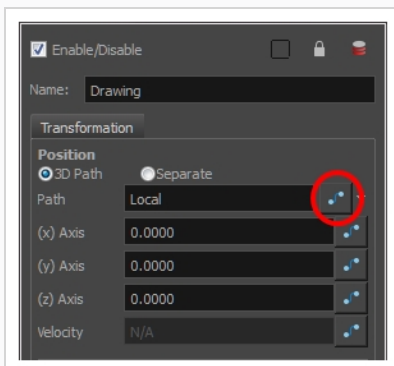 Enable/Disable
Name: Drawing
Transformation
Position
3D Path Separate
Path Local
(x) Axis 0.0000
(y) Axis 0.0000
(z) Axis 0.0000
Velocity N/A